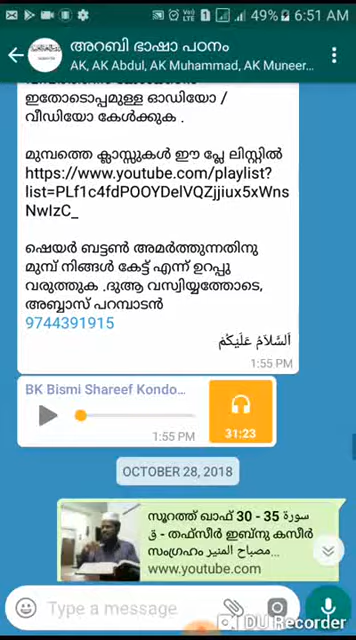 49% 6:51 AM
അറബി ഭാഷാ പഠനം
AK, AK Abdul, AK Muhammad, AK Muneer...
ഇതോടൊപ്പമുള്ള ഓഡിയോ /
വീഡിയോ കേൾക്കുക .
മുമ്പത്തെ ക്ലാസ്സുകൾ ഈ പ്ലേ ലിസ്റ്റിൽ
https://www.youtube.com/playlist?
list=PLf1c4fdPOOYDelVQZjjiux5xWns
NwIzC_
ഷെയർ ബട്ടൺ അമർത്തുന്നതിനു
മുമ്പ് നിങ്ങൾ കേട്ട് എന്ന് ഉറപ്പു
വരുത്തുക .ദുആ വസ്വിയ്യത്തോടെ,
അബ്ബാസ് പറമ്പാടൻ
9744391915
اَلسَّلاَمُ عَلَيْكُمْ
1:55 PM
BK Bismi Shareef Kondo...
1:55 PM
31:23
OCTOBER 28, 2018
സൂറത്ത് ഖാഫ് 30 - 35 سورة
ق - തഫ്സീർ ഇബ്നു കസീർ
സംഗ്രഹം مصباح المنير...
www.youtube.com
Type a message
DU Recorder